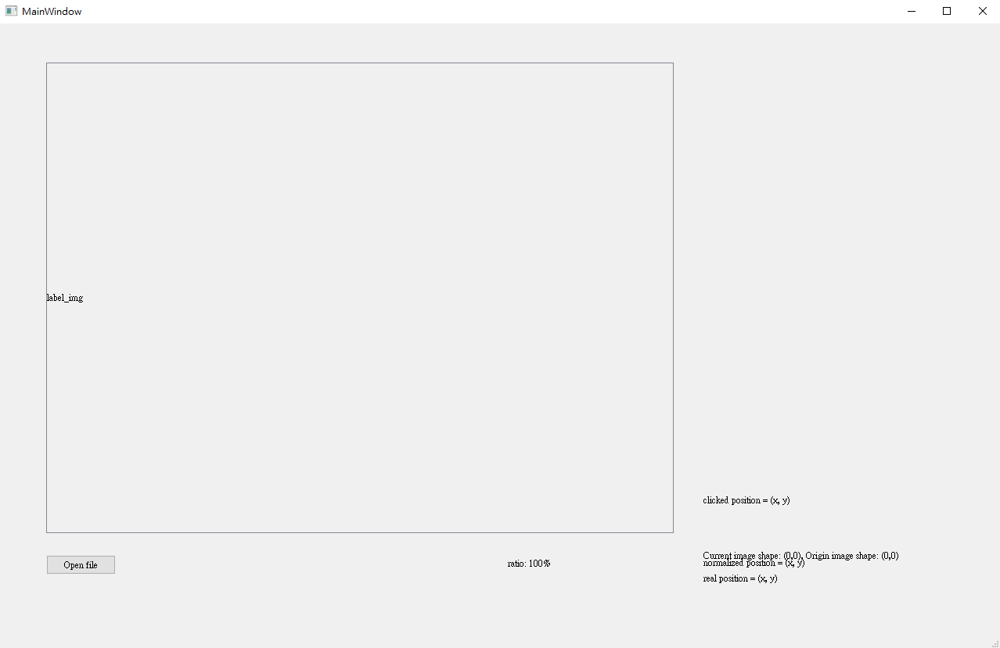 MainWindow
label_img
clicked position = (x, y)
Current image shape: (0,0), Origin image shape: (0,0)
normalized position = (x, y)
real position = (x, y)
Open file
ratio: 100%